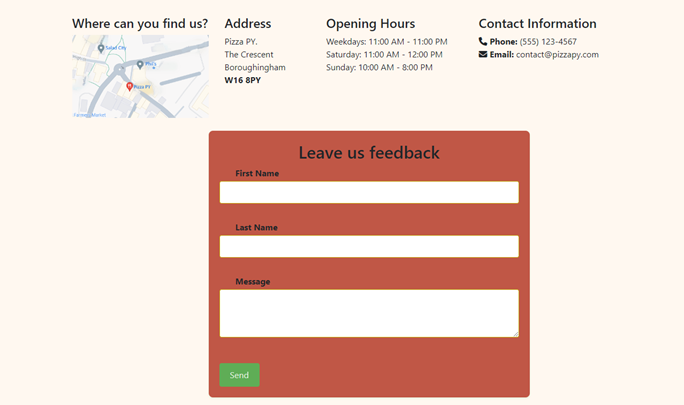 Where can you find us?
Salad City
Pizza
Pizza PY
Address
Pizza PY.
The Crescent
Boroughingham
W16 8PY
Opening Hours
Weekdays: 11:00 AM - 11:00 PM
Saturday: 11:00 AM - 12:00 PM
Sunday: 10:00 AM - 8:00 PM
Contact Information
Phone: (555) 123-4567
Email: contact@pizzapy.com
Leave us feedback
First Name
Last Name
Message
Send